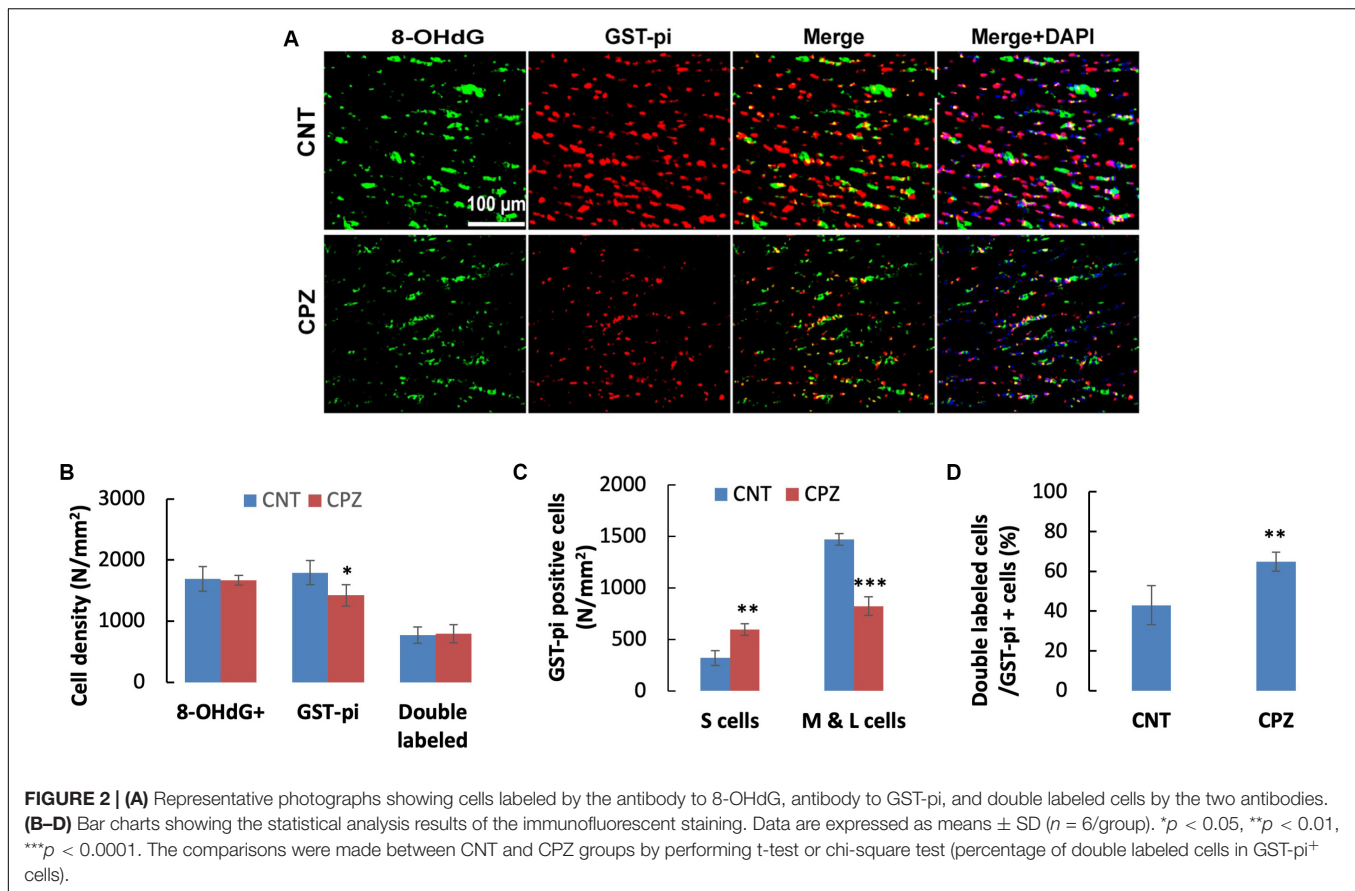 A
8-OHdG GST-pi Merge Merge+DAPI
CNT
100 µm
CPZ
B
Cell density (N/mm²)
3000
2000
1000
0
CNT CPZ
*
8-OHdG+ GST-pi Double
labeled
C
GST-pi positive cells
(N/mm²)
2000
1500
1000
500
0
CNT CPZ
**
***
S cells M & L cells
D
Double labeled cells
/GST-pi + cells (%)
100
80
60
40
20
0
**
CNT CPZ
FIGURE 2 | (A) Representative photographs showing cells labeled by the antibody to 8-OHdG, antibody to GST-pi, and double labeled cells by the two antibodies.
(B–D) Bar charts showing the statistical analysis results of the immunofluorescent staining. Data are expressed as means ± SD (n = 6/group). *p < 0.05, **p < 0.01,
***p < 0.0001. The comparisons were made between CNT and CPZ groups by performing t-test or chi-square test (percentage of double labeled cells in GST-pi⁺
cells).